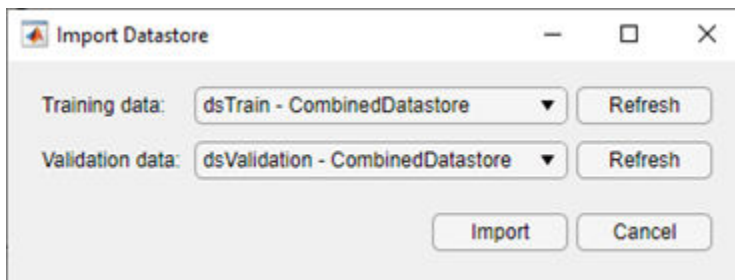 Import Datastore
Training data: dsTrain - CombinedDatastore Refresh
Validation data: dsValidation - CombinedDatastore Refresh
Import Cancel